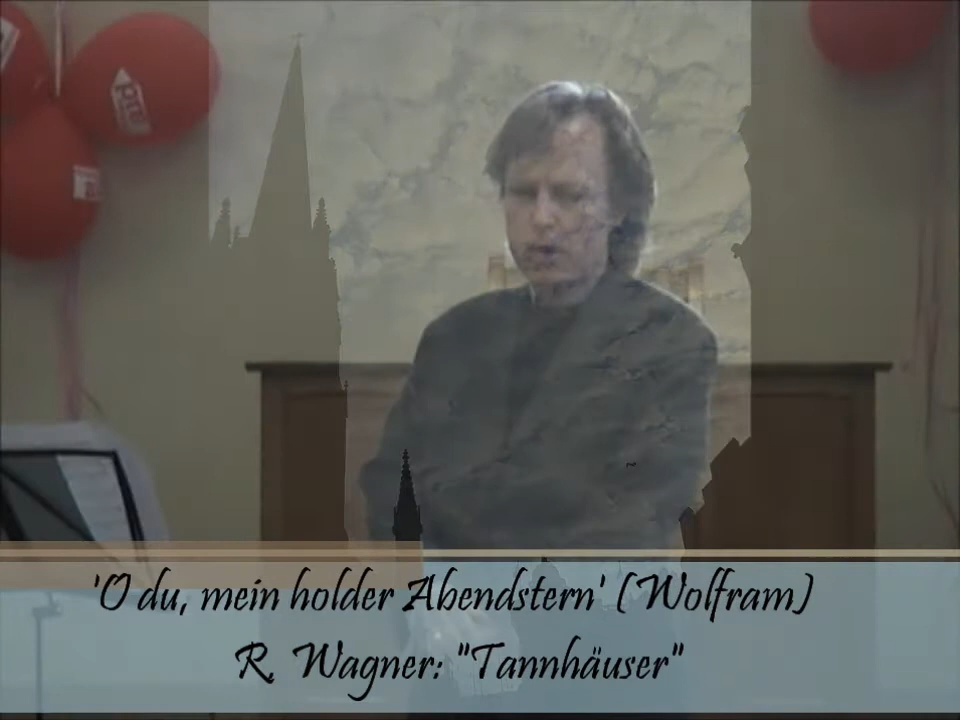 'O du, mein holder Abendstern' (Wolfram)
R. Wagner: "Tannhäuser"